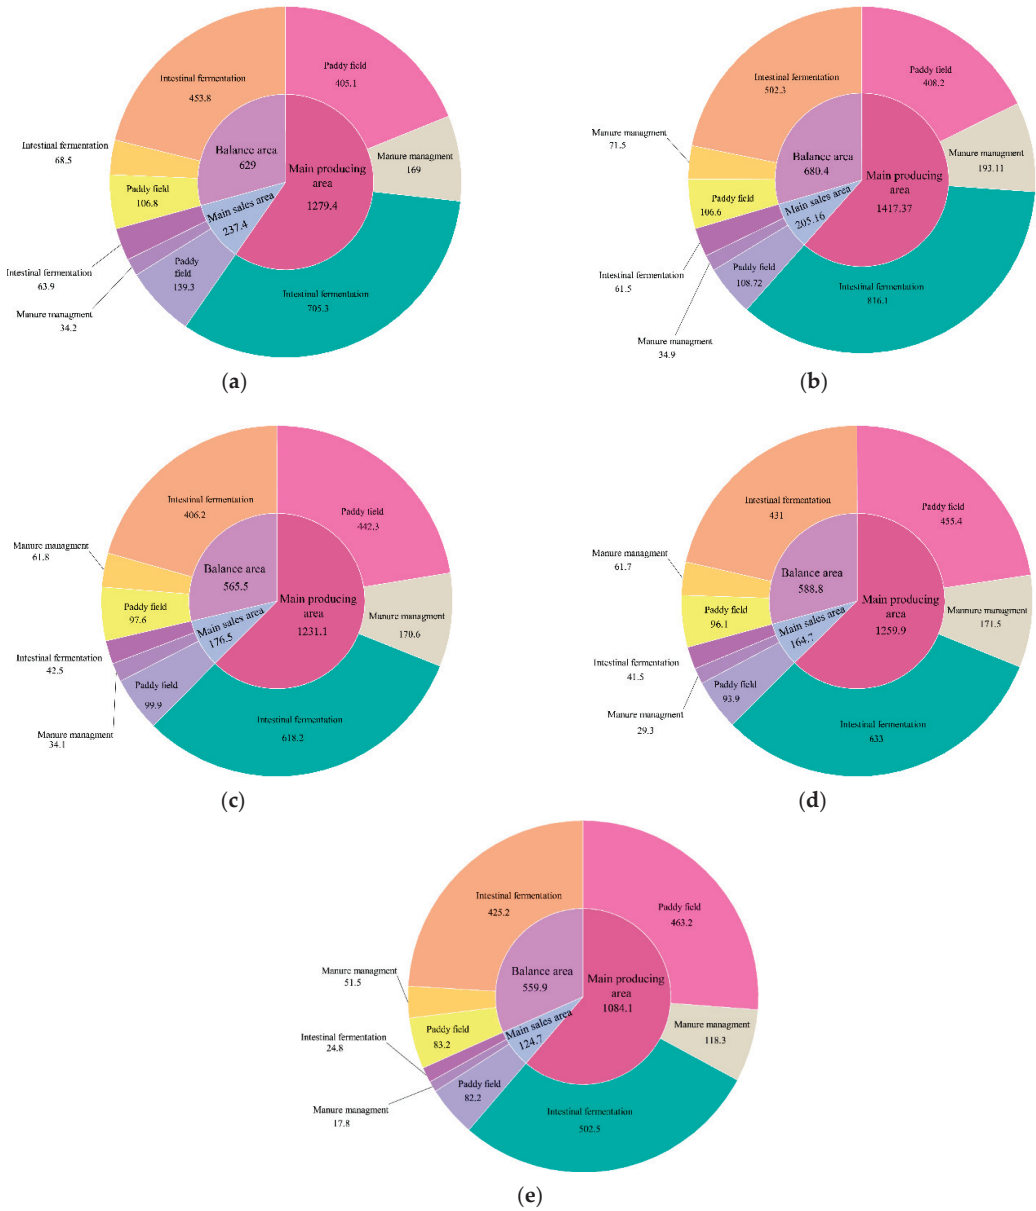 Intestinal fermentation
453.8
Paddy field
405.1
Intestinal fermentation
68.5
Balance area
629
Manure managment
169
Main producing
area
1279.4
Paddy field
106.8
Main sales area
237.4
Intestinal fermentation
63.9
Paddy
field
139.3
Manure managment
34.2
Intestinal fermentation
705.3
(a)
Intestinal fermentation
502.3
Paddy field
408.2
Manure managment
71.5
Balance area
680.4
Manure managment
193.11
Main producing
area
1417.37
Paddy field
106.6
Main sales area
205.16
Intestinal fermentation
61.5
Paddy field
108.72
Manure managment
34.9
Intestinal fermentation
816.1
(b)
Intestinal fermentation
406.2
Paddy field
442.3
Manure managment
61.8
Balance area
565.5
Main producing
area
1231.1
Paddy field
97.6
Main sales area
176.5
Manure managment
170.6
Intestinal fermentation
42.5
Paddy field
99.9
Manure managment
34.1
Intestinal fermentation
618.2
(c)
Intestinal fermentation
431
Paddy field
455.4
Manure managment
61.7
Balance area
588.8
Main producing
area
1259.9
Paddy field
96.1
Main sales area
164.7
Mannure managment
171.5
Intestinal fermentation
41.5
Paddy field
93.9
Manure managment
29.3
Intestinal fermentation
633
(d)
Intestinal fermentation
425.2
Paddy field
463.2
Manure managment
51.5
Balance area
559.9
Main producing
area
1084.1
Intestinal fermentation
24.8
Paddy field
83.2
Main sales area
124.7
Manure managment
118.3
Manure managment
17.8
Paddy field
82.2
Intestinal fermentation
502.5
(e)